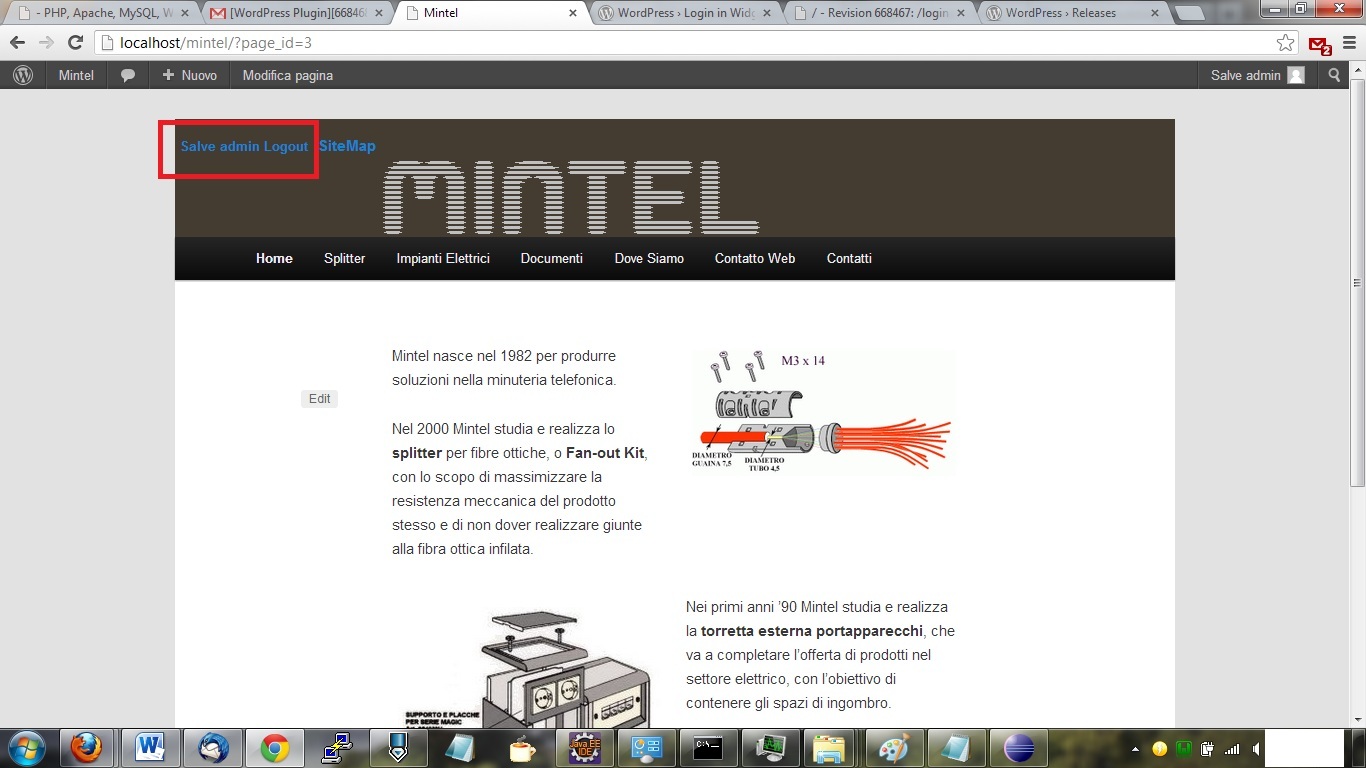 - PHP, Apache, MySQL, W
[WordPress Plugin][66846
Mintel
WordPress › Login in Widg
/ - Revision 668467: /login
WordPress › Releases
localhost/mintel/?page_id=3
2
Mintel
Nuovo
Modifica pagina
Salve admin
Salve admin Logout
SiteMap
MINTEL
Home
Splitter
Impianti Elettrici
Documenti
Dove Siamo
Contatto Web
Contatti
Mintel nasce nel 1982 per produrre
soluzioni nella minuteria telefonica.
Edit
Nel 2000 Mintel studia e realizza lo
splitter per fibre ottiche, o Fan-out Kit,
con lo scopo di massimizzare la
resistenza meccanica del prodotto
stesso e di non dover realizzare giunte
alla fibra ottica infilata.
M3 x 14
DIAMETRO
GUAINA 7,5
DIAMETRO
TUBO 4,5
SUPPORTO E PLACCHE
PER SERIE MAGIC
Nei primi anni ’90 Mintel studia e realizza
la torretta esterna portapparecchi, che
va a completare l’offerta di prodotti nel
settore elettrico, con l’obiettivo di
contenere gli spazi di ingombro.
Java EE
IDE
C:\